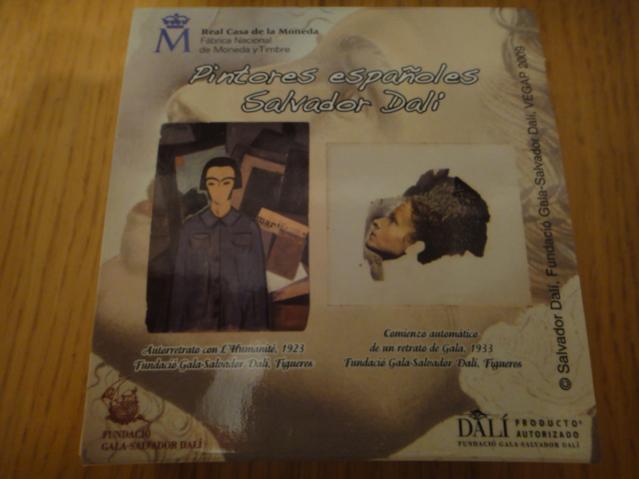 Real Casa de la Moneda
Fábrica Nacional
de Moneda y Timbre
M
Pintores españoles
Salvador Dalí
Autorretrato con L'Humanité, 1923
Fundació Gala-Salvador Dalí, Figueres
Comienzo automático
de un retrato de Gala, 1933
Fundació Gala-Salvador Dalí, Figueres
© Salvador Dalí, Fundació Gala-Salvador Dalí, VEGAP 2009
FUNDACIÓ
GALA-SALVADOR DALÍ
DALÍ PRODUCTO
AUTORIZADO
FUNDACIÓ GALA-SALVADOR DALÍ